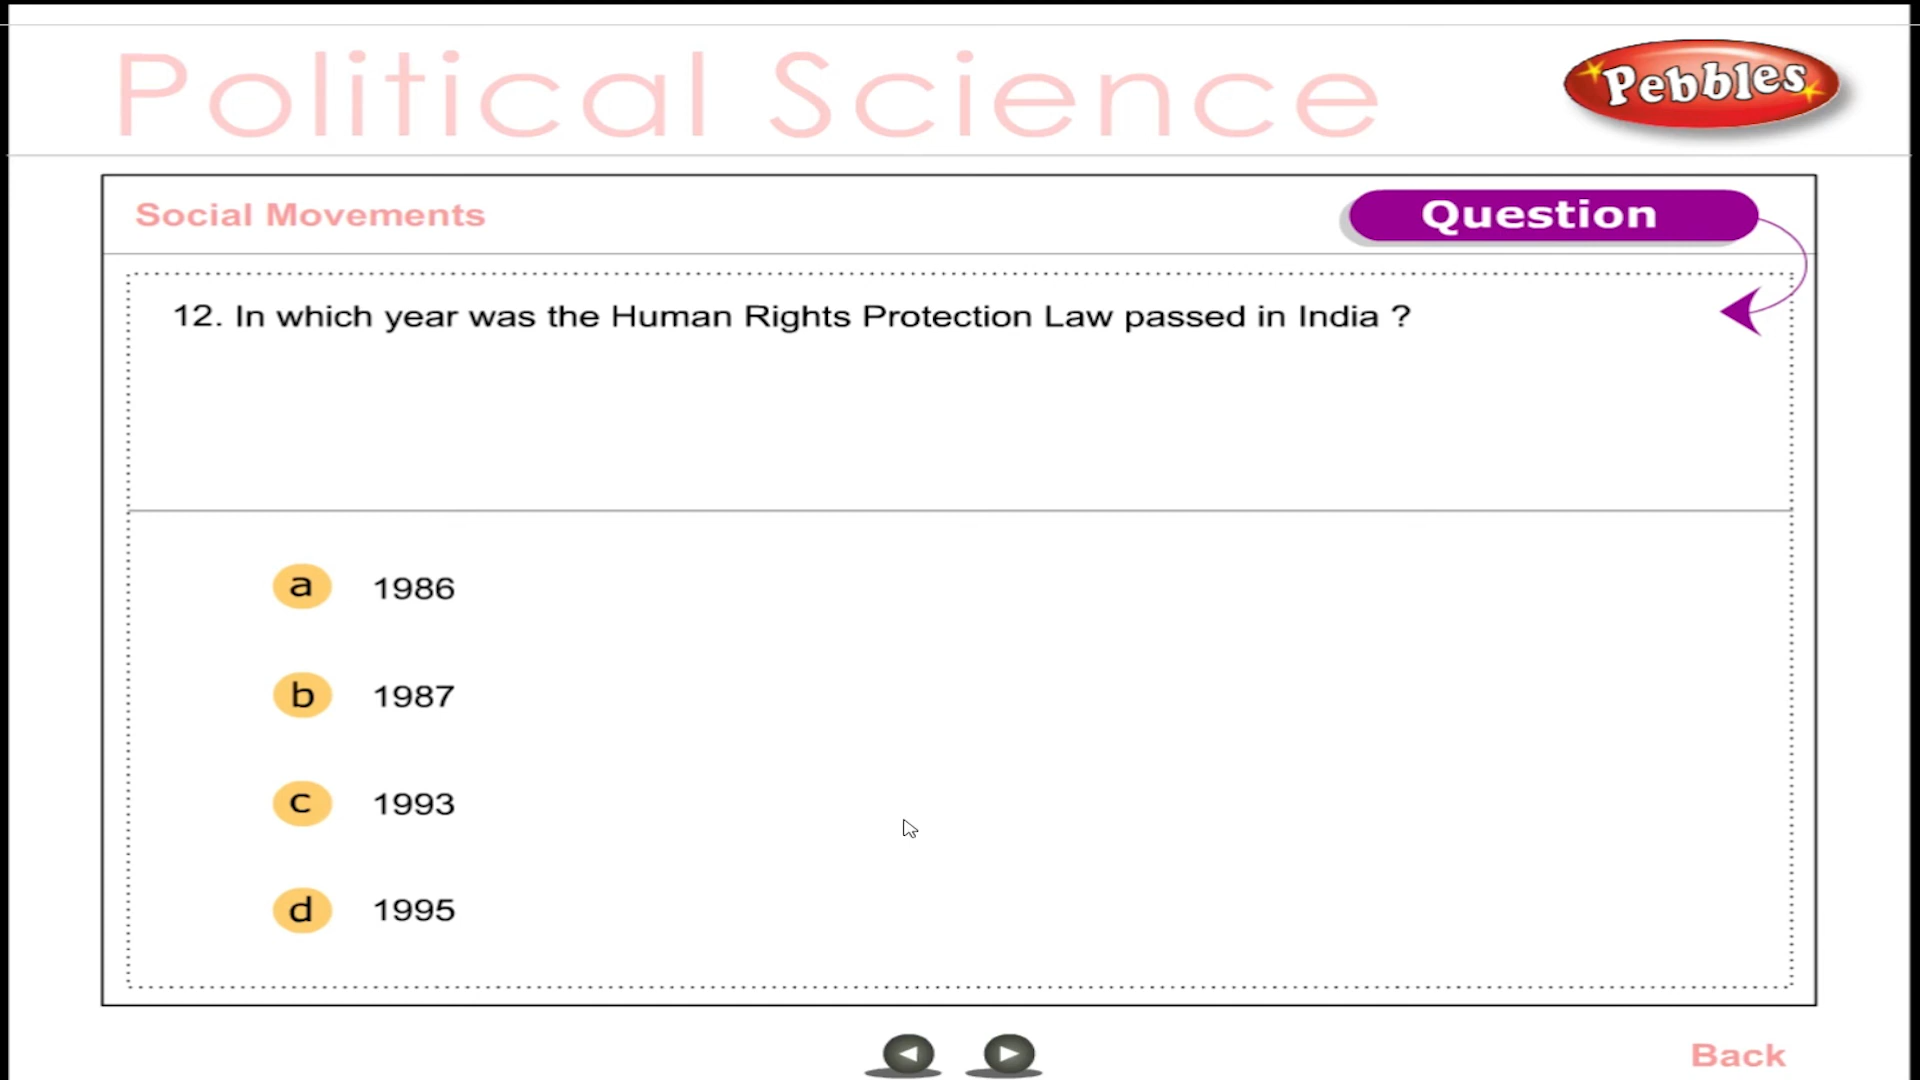 Political Science
Pebbles
Social Movements
Question
12. In which year was the Human Rights Protection Law passed in India ?
a 1986
b 1987
c 1993
d 1995
Back